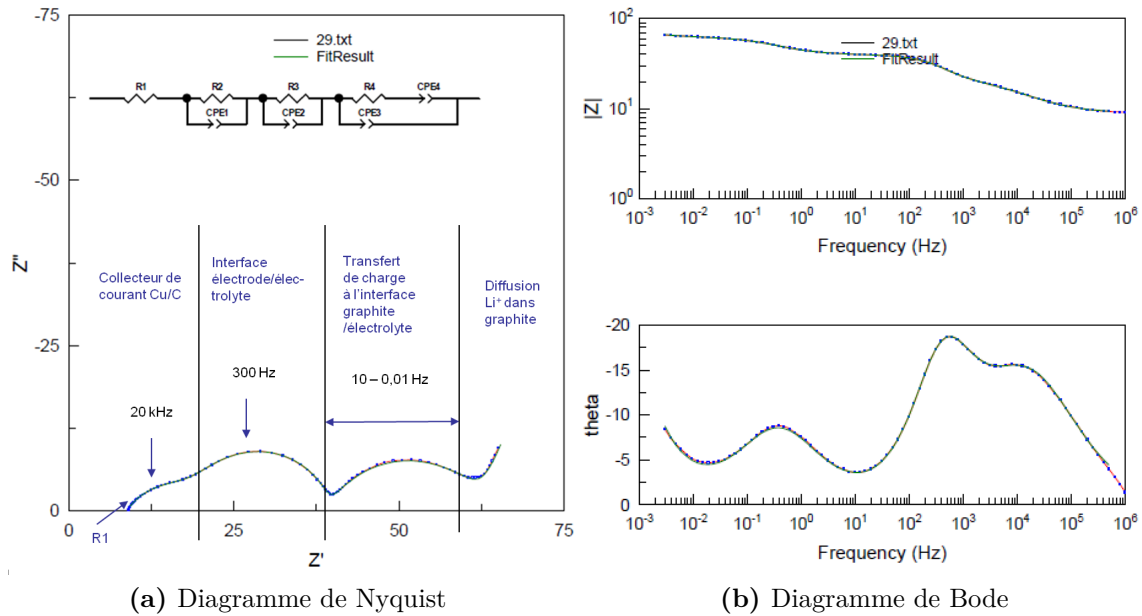 -75
-50
-25
0
Z''
29.txt
FitResult
R1
R2
R3
R4
CPE4
CPE1
CPE2
CPE3
Collecteur de
courant Cu/C
Interface
électrode/élec-
trolyte
Transfert
de charge
à l'interface
graphite
/électrolyte
Diffusion
Li⁺ dans
graphite
20 kHz
300 Hz
10 – 0,01 Hz
R1
0
25
50
75
Z'
(a) Diagramme de Nyquist
10²
10¹
10⁰
|Z|
29.txt
FitResult
10⁻³ 10⁻² 10⁻¹ 10⁰ 10¹ 10² 10³ 10⁴ 10⁵ 10⁶
Frequency (Hz)
-20
-15
-10
-5
0
theta
10⁻³ 10⁻² 10⁻¹ 10⁰ 10¹ 10² 10³ 10⁴ 10⁵ 10⁶
Frequency (Hz)
(b) Diagramme de Bode